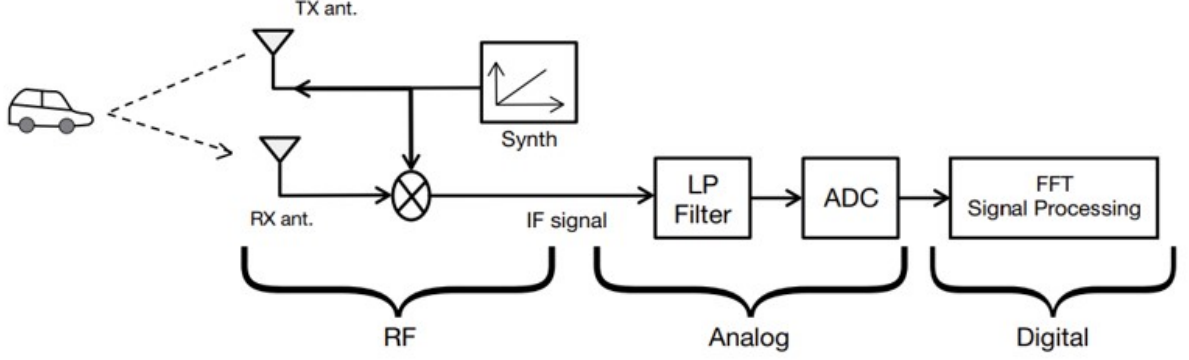 TX ant.
Synth
RX ant.
IF signal
LP
Filter
ADC
FFT
Signal Processing
RF
Analog
Digital